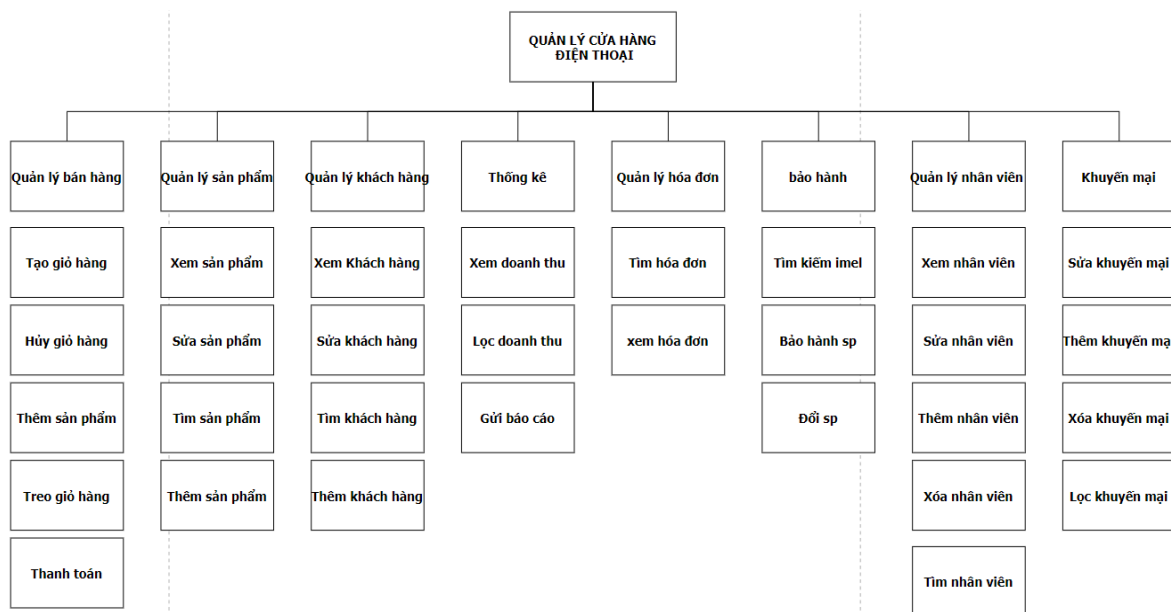 QUẢN LÝ CỬA HÀNG
ĐIỆN THOẠI
Quản lý bán hàng
Quản lý sản phẩm
Quản lý khách hàng
Thống kê
Quản lý hóa đơn
bảo hành
Quản lý nhân viên
Khuyến mại
Tạo giỏ hàng
Xem sản phẩm
Xem Khách hàng
Xem doanh thu
Tìm hóa đơn
Tìm kiếm imel
Xem nhân viên
Sửa khuyến mại
Hủy giỏ hàng
Sửa sản phẩm
Sửa khách hàng
Lọc doanh thu
xem hóa đơn
Bảo hành sp
Sửa nhân viên
Thêm khuyến mạ
Thêm sản phẩm
Tìm sản phẩm
Tìm khách hàng
Gửi báo cáo
Đổi sp
Thêm nhân viên
Xóa khuyến mại
Treo giỏ hàng
Thêm sản phẩm
Thêm khách hàng
Xóa nhân viên
Lọc khuyến mại
Thanh toán
Tìm nhân viên